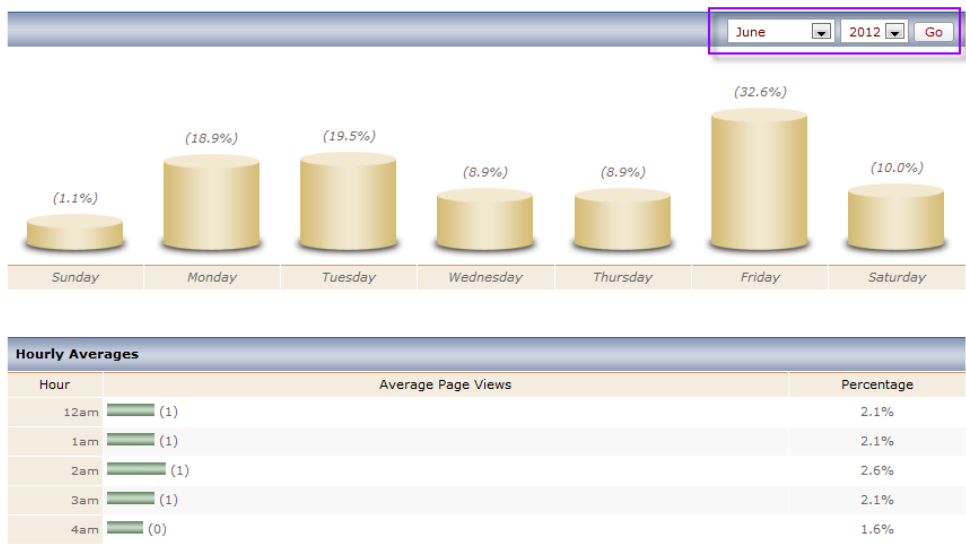 June 2012 Go
(32.6%)
(18.9%) (19.5%)
(8.9%) (8.9%) (10.0%)
(1.1%)
Sunday Monday Tuesday Wednesday Thursday Friday Saturday
Hourly Averages
Hour Average Page Views Percentage
12am (1) 2.1%
1am (1) 2.1%
2am (1) 2.6%
3am (1) 2.1%
4am (0) 1.6%